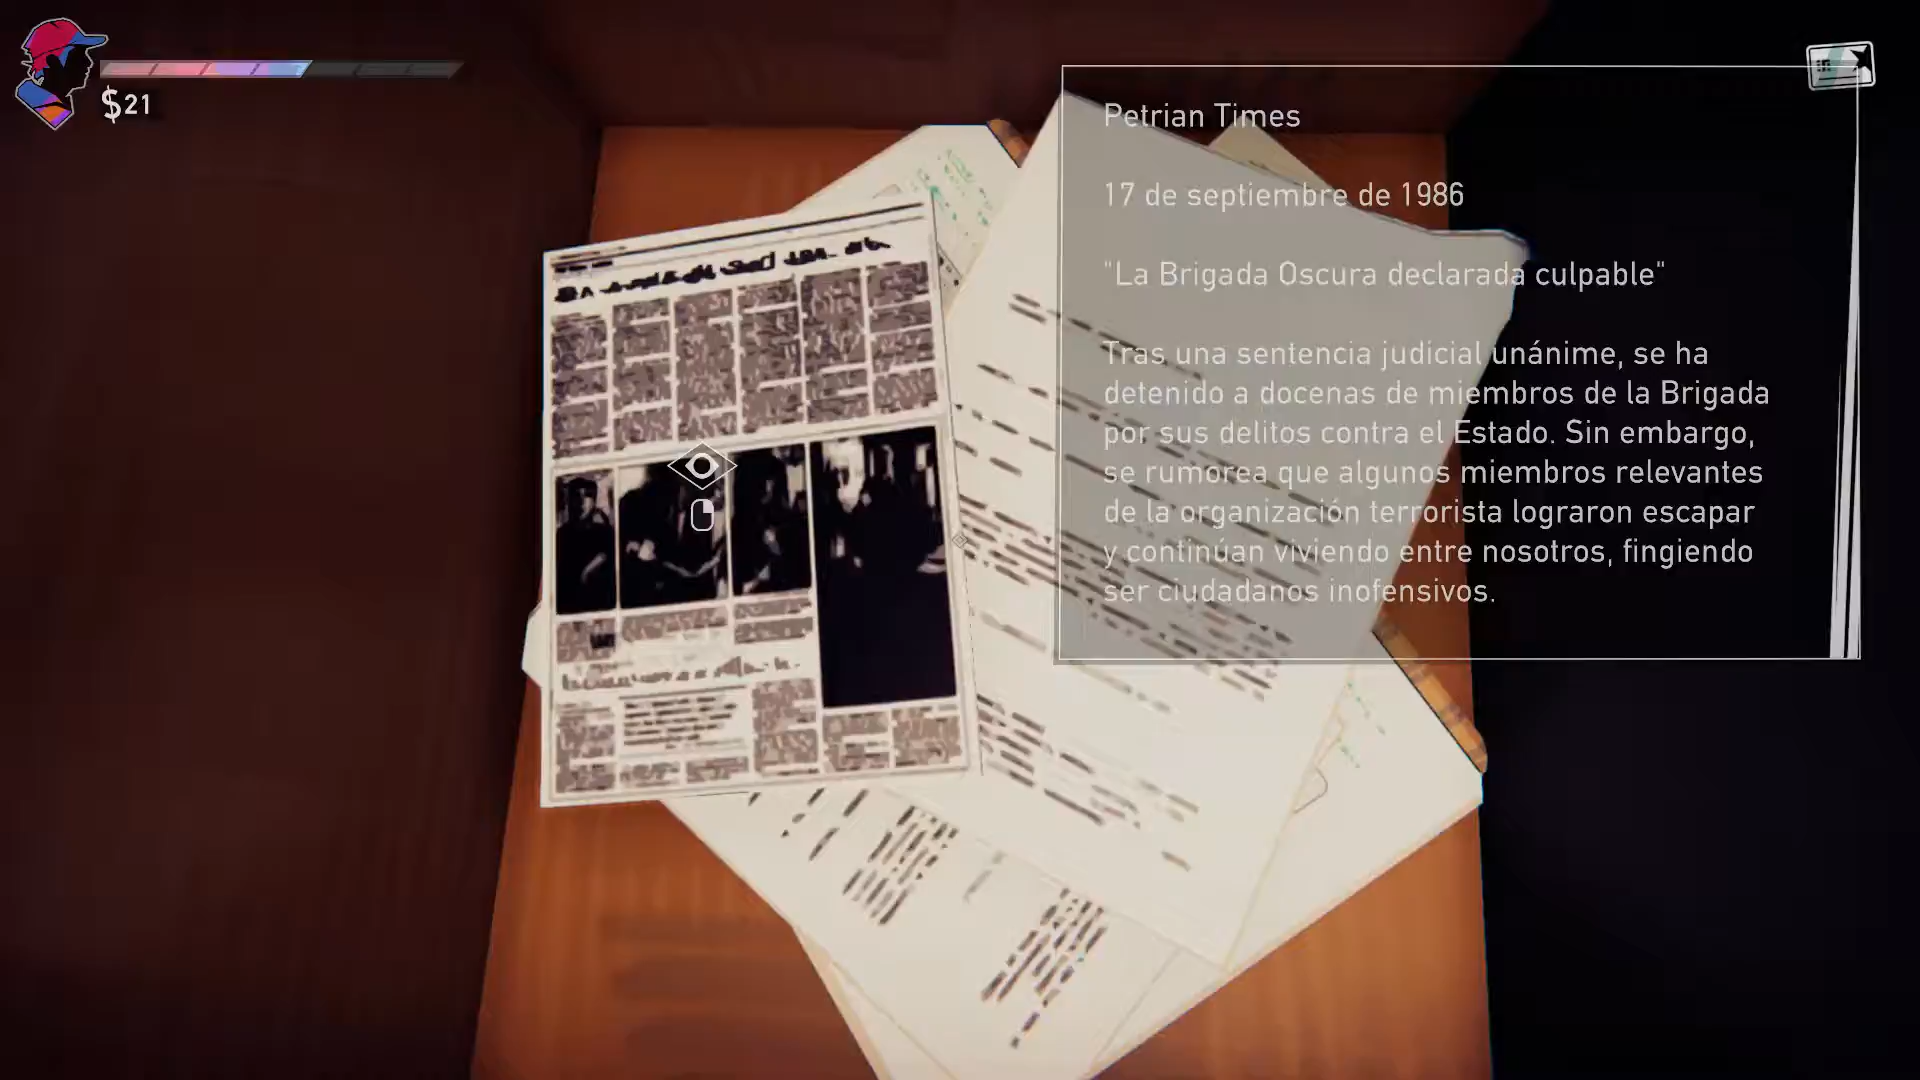 $21
Petrian Times
17 de septiembre de 1986
"La Brigada Oscura declarada culpable"
Tras una sentencia judicial unánime, se ha
detenido a docenas de miembros de la Brigada
por sus delitos contra el Estado. Sin embargo,
se rumorea que algunos miembros relevantes
de la organización terrorista lograron escapar
y continúan viviendo entre nosotros, fingiendo
ser ciudadanos inofensivos.